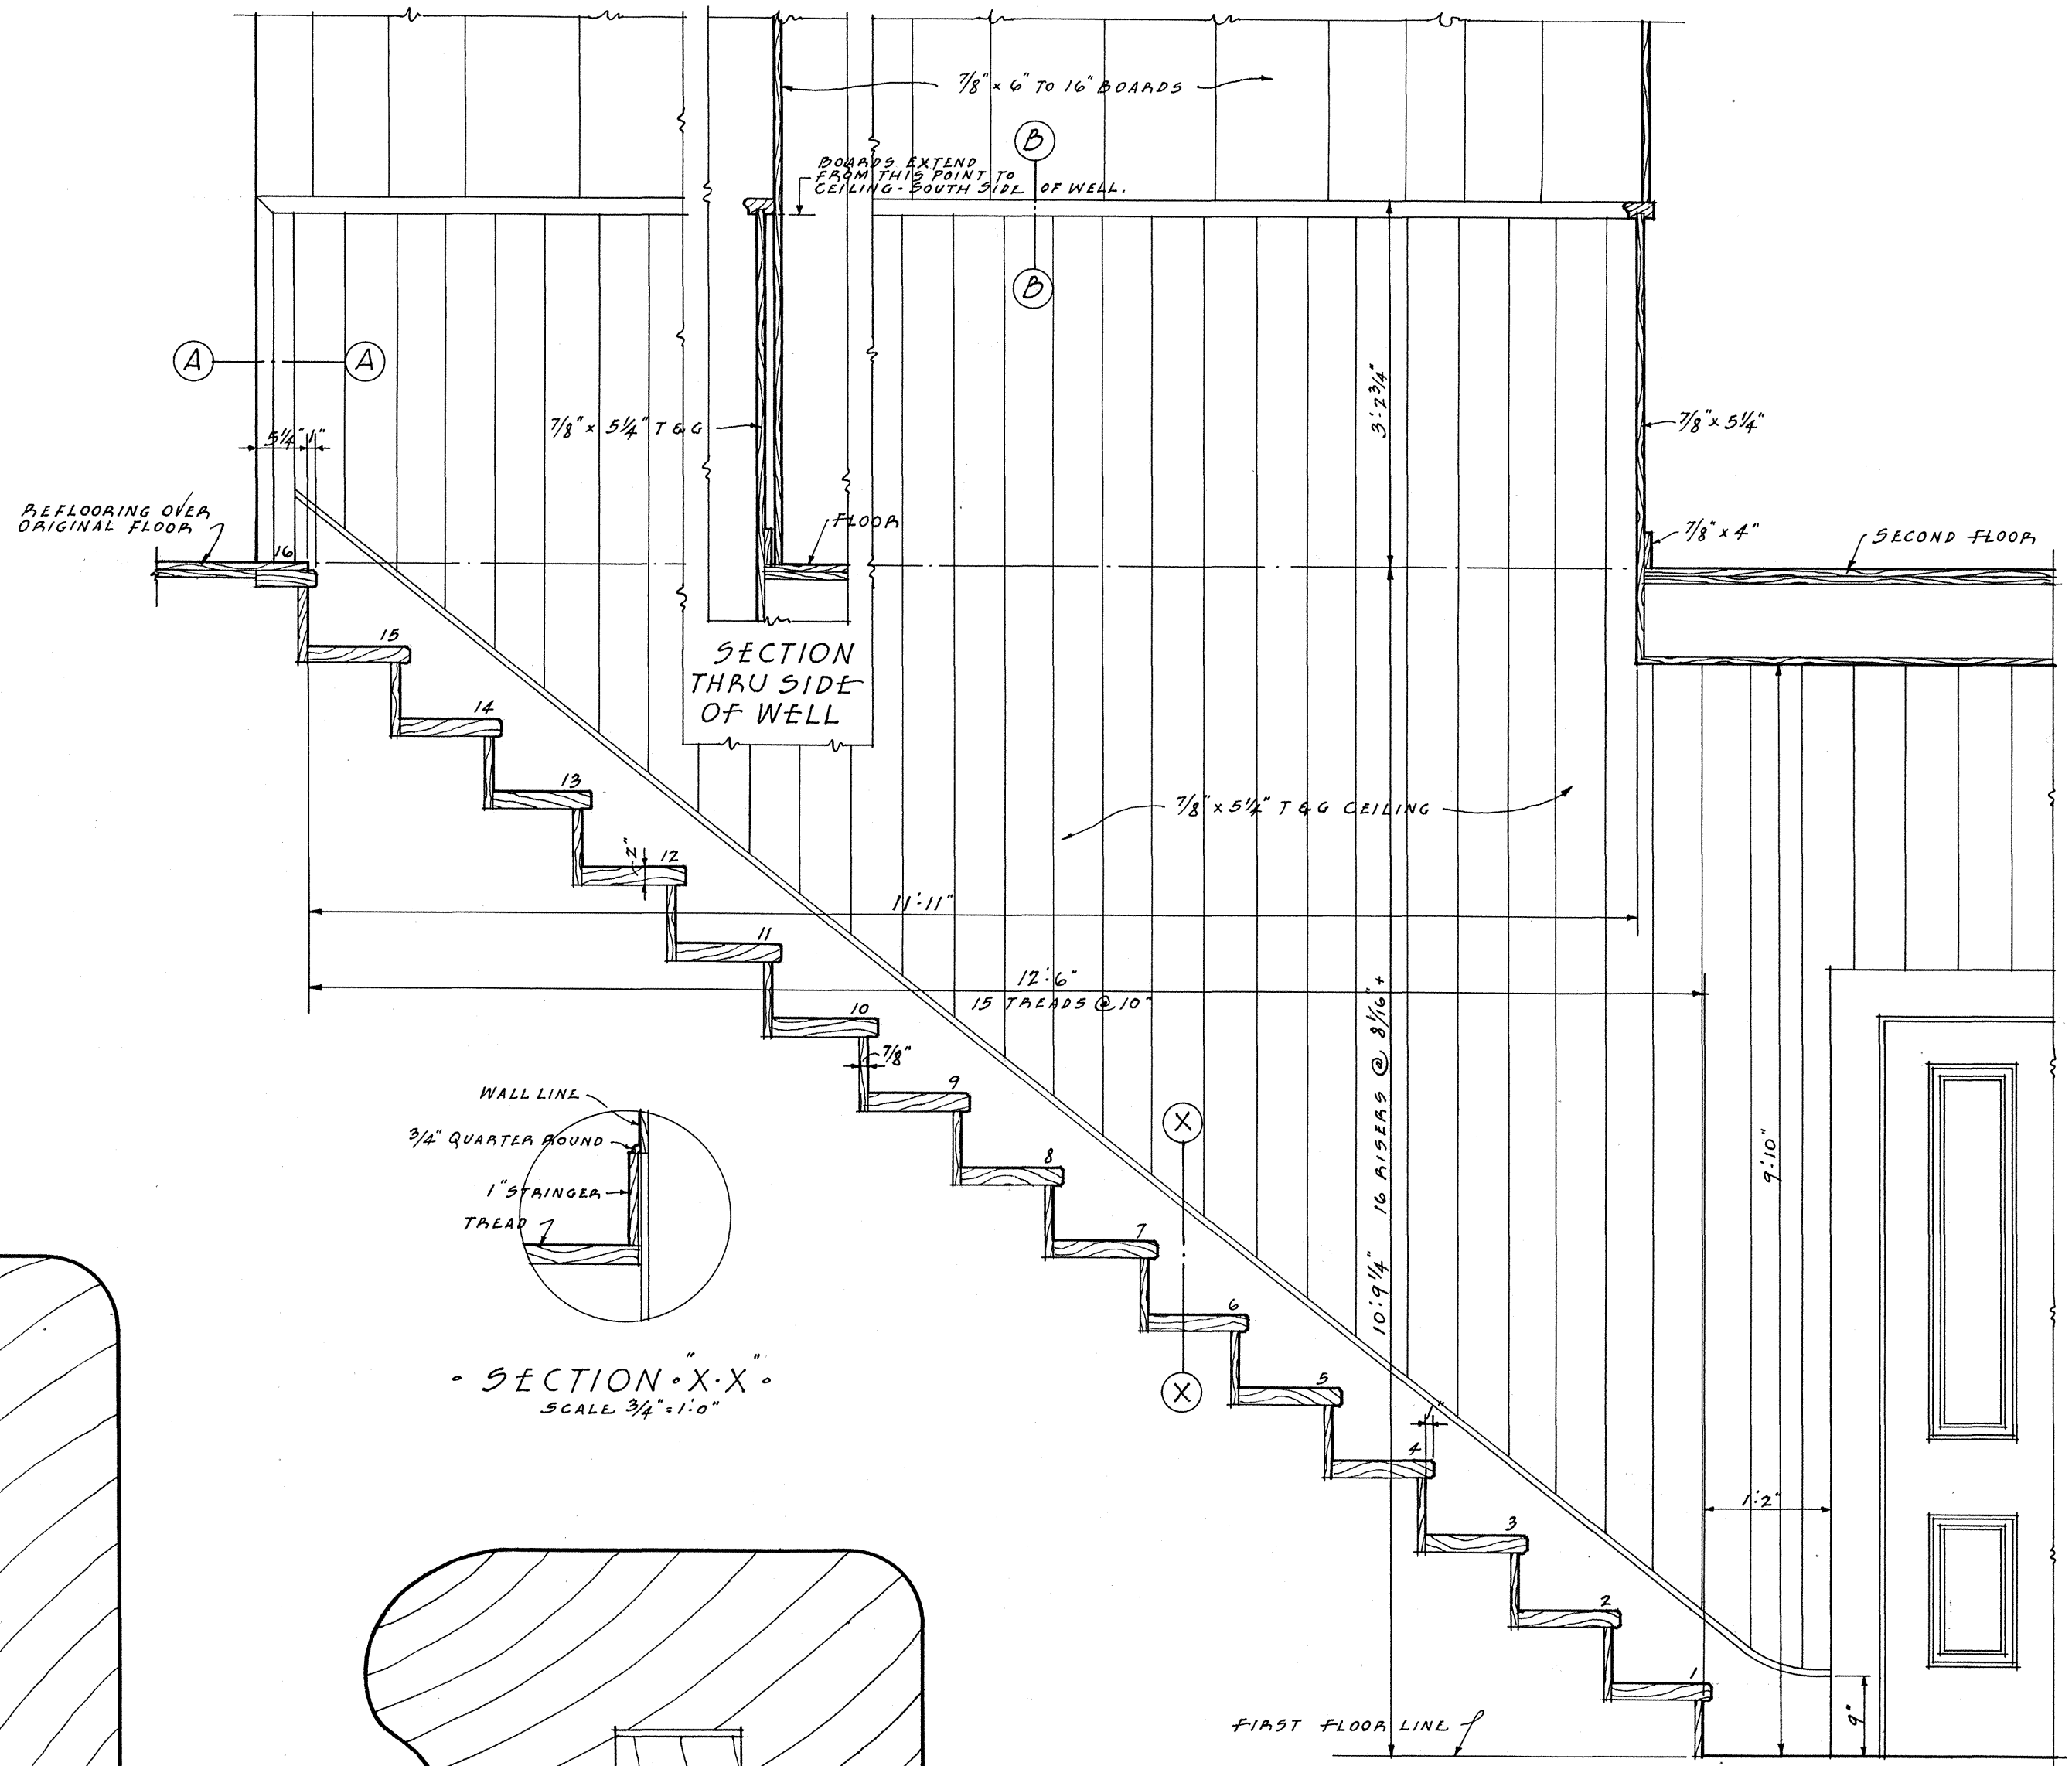 7/8" x 6" TO 16" BOARDS
B
BOARDS EXTEND
FROM THIS POINT TO
CEILING - SOUTH SIDE OF WELL.
B
A
A
3'-2 3/4"
7/8" x 5 1/4" T & G
7/8" x 5 1/4"
5 1/4"
1"
REFLOORING OVER
ORIGINAL FLOOR
FLOOR
7/8" x 4"
SECOND FLOOR
16
15
SECTION
THRU SIDE
OF WELL
14
13
7/8" x 5 1/4" T & G CEILING
2"
12
11'-11"
11
12'-6"
15 TREADS @ 10"
10
7/8"
10'-9 1/4" 16 RISERS @ 8 1/16" +
9
WALL LINE
3/4" QUARTER ROUND
1" STRINGER
TREAD
X
8
9'-10"
7
6
• SECTION • "X • X" •
SCALE 3/4" = 1'-0"
X
5
1"
4
1'-2"
3
2
1
9"
FIRST FLOOR LINE